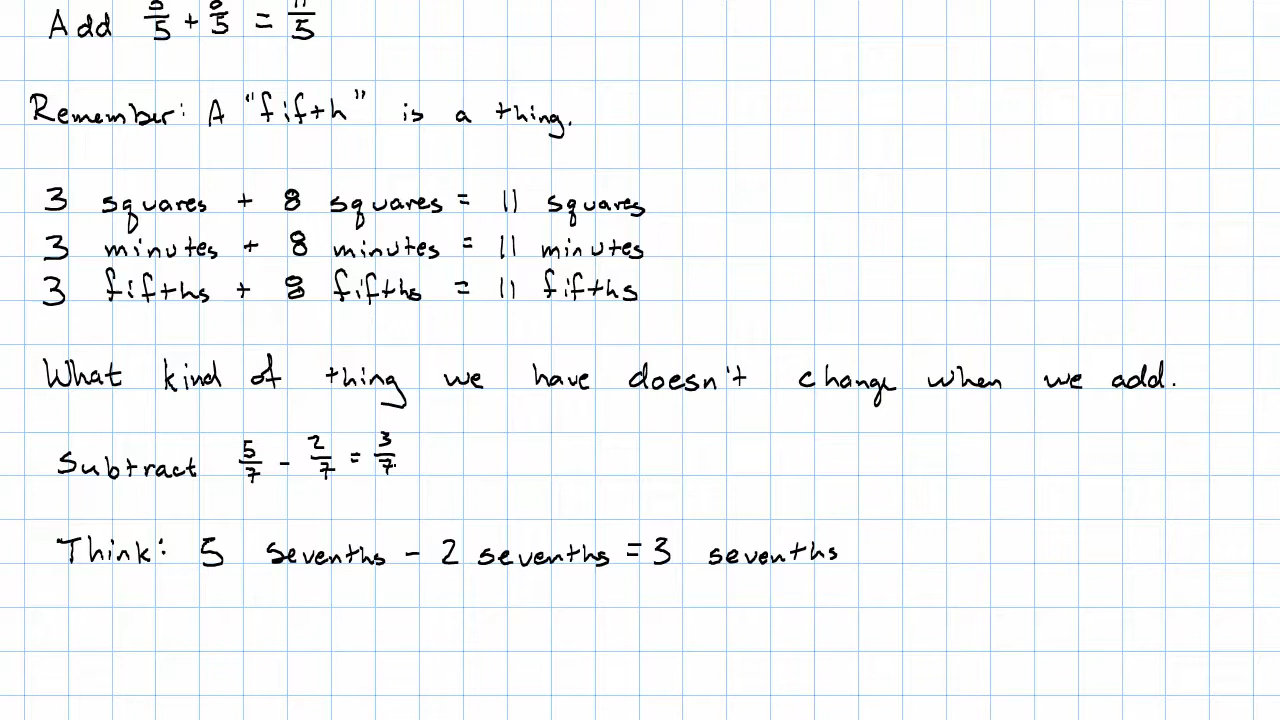 Add 3/5 + 8/5 = 11/5
Remember: A "fifth" is a thing.
3 squares + 8 squares = 11 squares
3 minutes + 8 minutes = 11 minutes
3 fifths + 8 fifths = 11 fifths
What kind of thing we have doesn't change when we add.
Subtract 5/7 - 2/7 = 3/7
Think: 5 sevenths - 2 sevenths = 3 sevenths